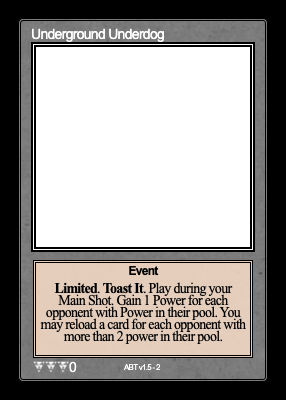 Underground Underdog
Event
Limited. Toast It. Play during your
Main Shot. Gain 1 Power for each
opponent with Power in their pool. You
may reload a card for each opponent with
more than 2 power in their pool.
0
ABT v1.5 - 2